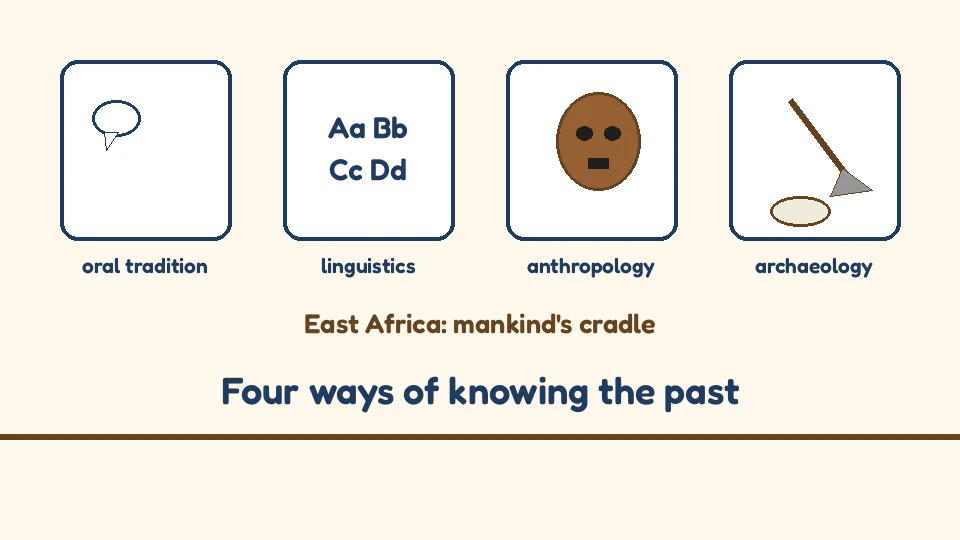 Aa Bb
Cc Dd
oral tradition
linguistics
anthropology
archaeology
East Africa: mankind's cradle
Four ways of knowing the past